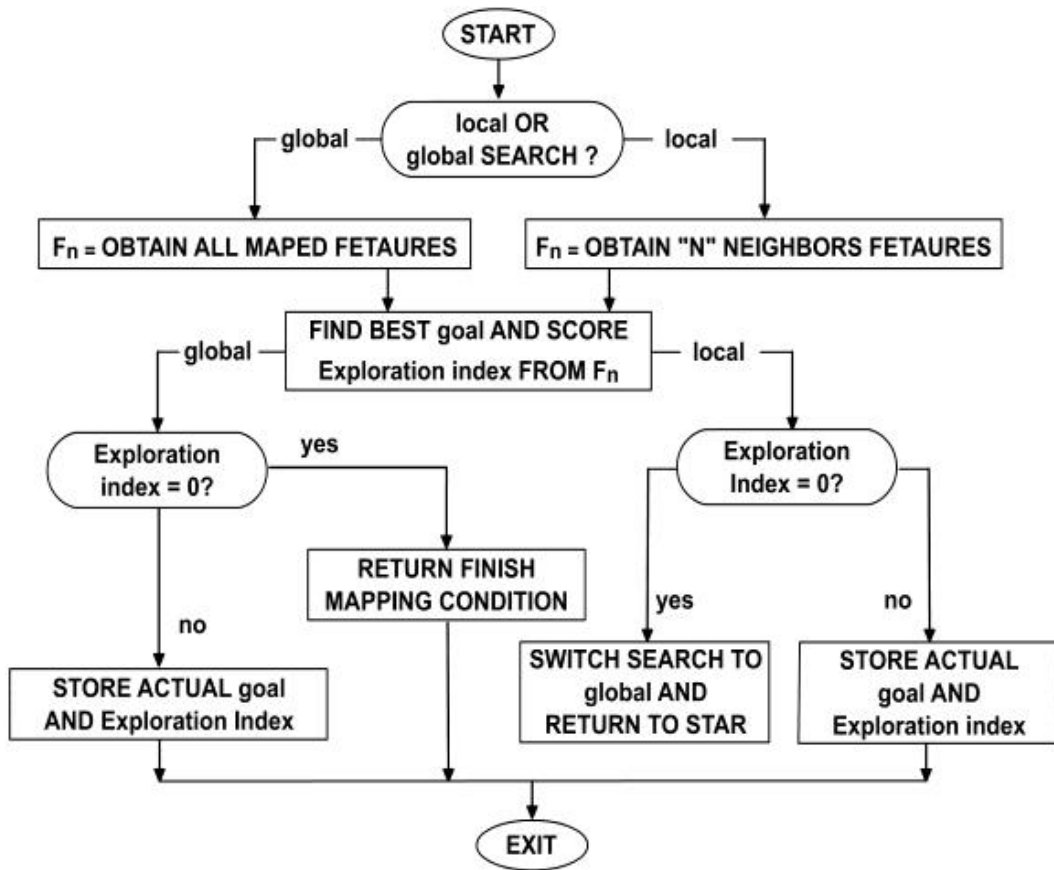 START
local OR
global SEARCH ?
global
local
Fn = OBTAIN ALL MAPED FETAURES
Fn = OBTAIN "N" NEIGHBORS FETAURES
FIND BEST goal AND SCORE
Exploration index FROM Fn
global
local
Exploration
index = 0?
yes
Exploration
Index = 0?
RETURN FINISH
MAPPING CONDITION
no
yes
no
STORE ACTUAL goal
AND Exploration Index
SWITCH SEARCH TO
global AND
RETURN TO STAR
STORE ACTUAL
goal AND
Exploration index
EXIT